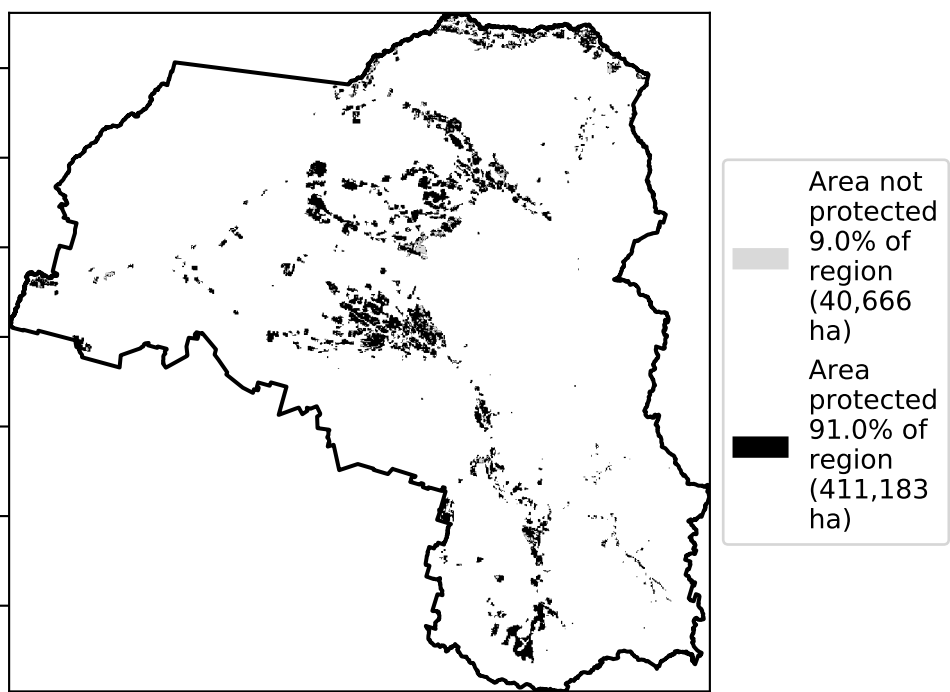 Area not
protected
9.0% of
region
(40,666
ha)
Area
protected
91.0% of
region
(411,183
ha)